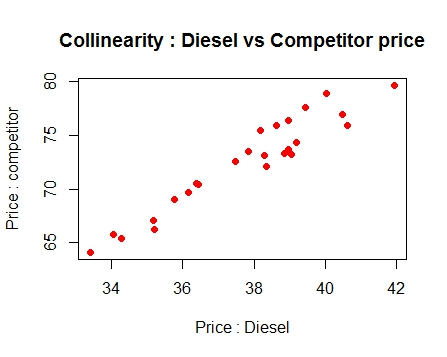 Collinearity : Diesel vs Competitor price
80
75
70
65
Price : competitor
34 36 38 40 42
Price : Diesel